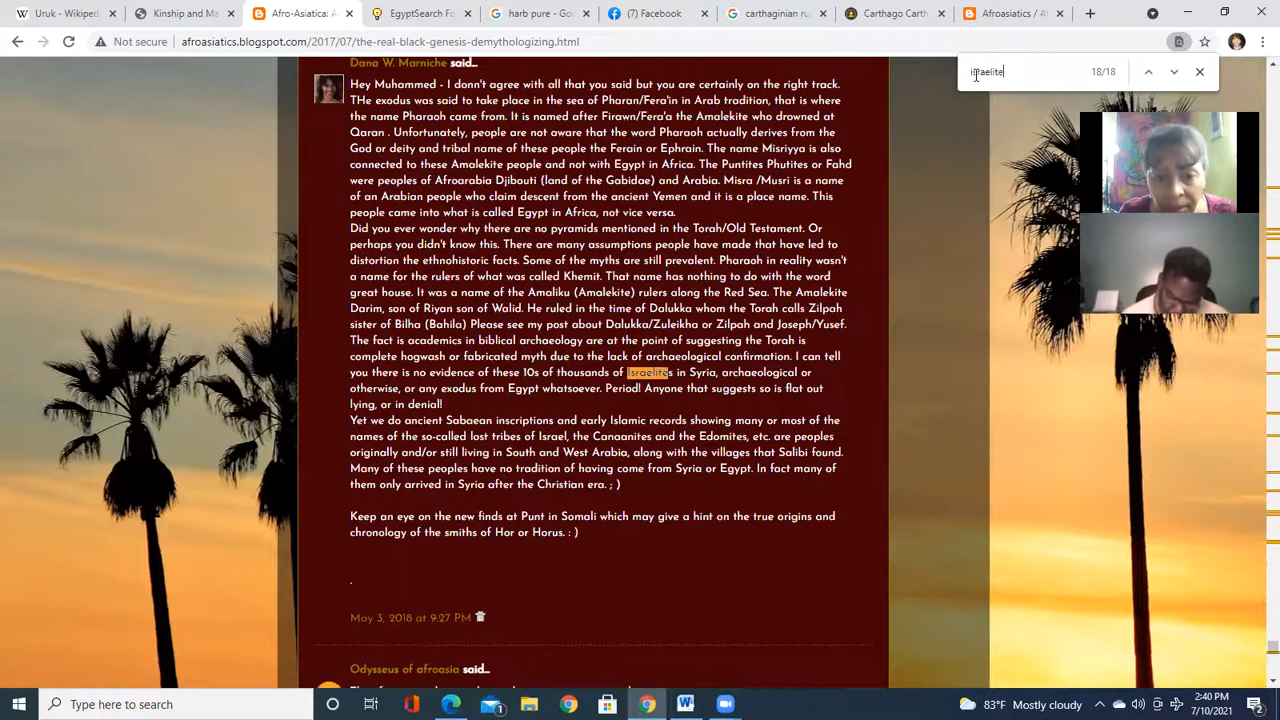 Uruk - Wikiped
Kinship and Ma
Afro-Asiatica: A
EgyptSearch Fo
harb pure - Goo
(7) Facebook
carthaginian ru
Carthago Carth
Afroasiatics / Af
Not secure
afroasiatics.blogspot.com/2017/07/the-real-black-genesis-demythologizing.html
israelite
18/18
Dana W. Marniche said...
Hey Muhammed - I donn't agree with all that you said but you are certainly on the right track.
THe exodus was said to take place in the sea of Pharan/Fera'in in Arab tradition, that is where
the name Pharaoh came from. It is named after Firawn/Fera'a the Amalekite who drowned at
Qaran . Unfortunately, people are not aware that the word Pharaoh actually derives from the
God or deity and tribal name of these people the Ferain or Ephrain. The name Misriyya is also
connected to these Amalekite people and not with Egypt in Africa. The Puntites Phutites or Fahd
were peoples of Afroarabia Djibouti (land of the Gabidae) and Arabia. Misra /Musri is a name
of an Arabian people who claim descent from the ancient Yemen and it is a place name. This
people came into what is called Egypt in Africa, not vice versa.
Did you ever wonder why there are no pyramids mentioned in the Torah/Old Testament. Or
perhaps you didn't know this. There are many assumptions people have made that have led to
distortion the ethnohistoric facts. Some of the myths are still prevalent. Pharaoh in reality wasn't
a name for the rulers of what was called Khemit. That name has nothing to do with the word
great house. It was a name of the Amaliku (Amalekite) rulers along the Red Sea. The Amalekite
Darim, son of Riyan son of Walid. He ruled in the time of Dalukka whom the Torah calls Zilpah
sister of Bilha (Bahila) Please see my post about Dalukka/Zuleikha or Zilpah and Joseph/Yusef.
The fact is academics in biblical archaeology are at the point of suggesting the Torah is
complete hogwash or fabricated myth due to the lack of archaeological confirmation. I can tell
you there is no evidence of these 10s of thousands of Israelites in Syria, archaeological or
otherwise, or any exodus from Egypt whatsoever. Period! Anyone that suggests so is flat out
lying, or in denial!
Yet we do ancient Sabaean inscriptions and early Islamic records showing many or most of the
names of the so-called lost tribes of Israel, the Canaanites and the Edomites, etc. are peoples
originally and/or still living in South and West Arabia, along with the villages that Salibi found.
Many of these peoples have no tradition of having come from Syria or Egypt. In fact many of
them only arrived in Syria after the Christian era. ; )
Keep an eye on the new finds at Punt in Somali which may give a hint on the true origins and
chronology of the smiths of Hor or Horus. : )
.
May 3, 2018 at 9:27 PM
Odysseus of afroasia said...
Type here to search
83°F Mostly cloudy
2:40 PM
7/10/2021